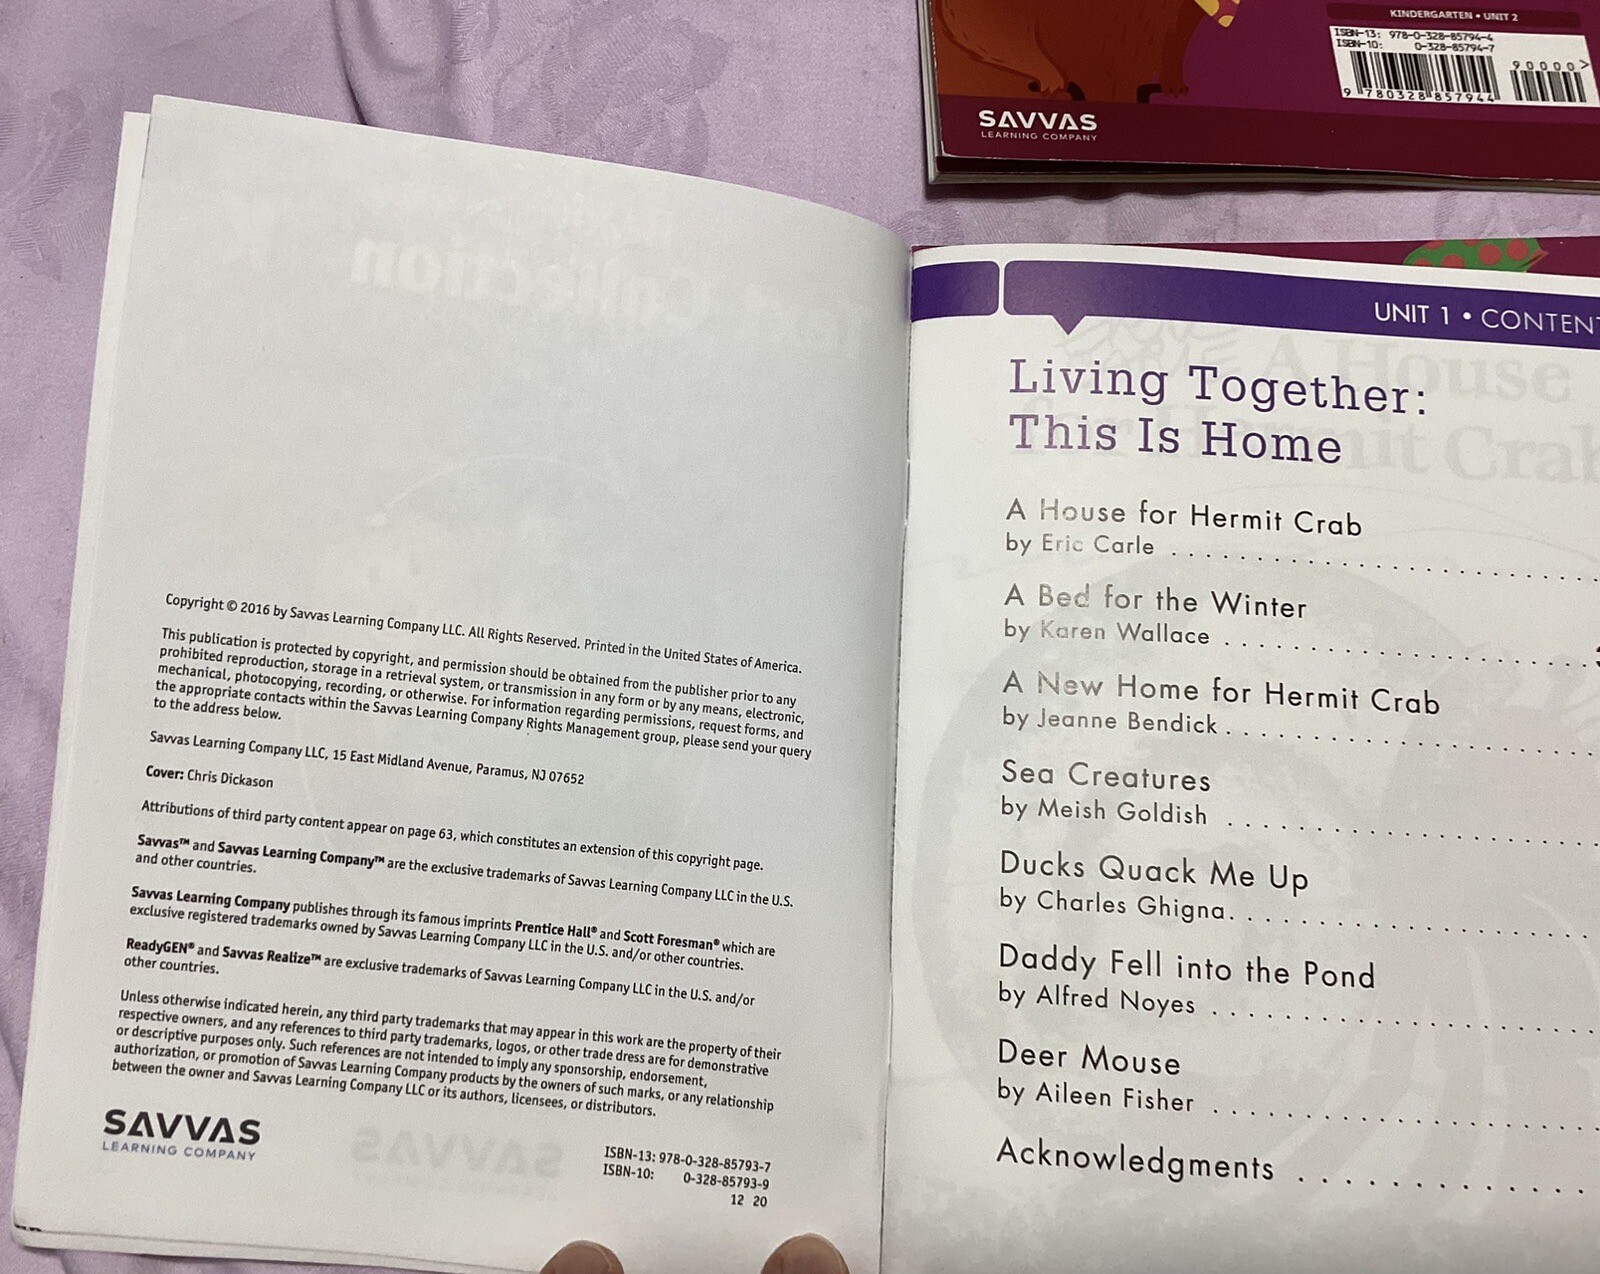 KINDERGARTEN • UNIT 2
ISBN-13: 978-0-328-85794-4
ISBN-10: 0-328-85794-7
90000>
9 780328 857944
SAVVAS
LEARNING COMPANY
Collection
Copyright © 2016 by Savvas Learning Company LLC. All Rights Reserved. Printed in the United States of America.
This publication is protected by copyright, and permission should be obtained from the publisher prior to any
prohibited reproduction, storage in a retrieval system, or transmission in any form or by any means, electronic,
mechanical, photocopying, recording, or otherwise. For information regarding permissions, request forms, and
the appropriate contacts within the Savvas Learning Company Rights Management group, please send your query
to the address below.
Savvas Learning Company LLC, 15 East Midland Avenue, Paramus, NJ 07652
Cover: Chris Dickason
Attributions of third party content appear on page 63, which constitutes an extension of this copyright page.
Savvas™ and Savvas Learning Company™ are the exclusive trademarks of Savvas Learning Company LLC in the U.S.
and other countries.
Savvas Learning Company publishes through its famous imprints Prentice Hall® and Scott Foresman® which are
exclusive registered trademarks owned by Savvas Learning Company LLC in the U.S. and/or other countries.
ReadyGEN® and Savvas Realize™ are exclusive trademarks of Savvas Learning Company LLC in the U.S. and/or
other countries.
Unless otherwise indicated herein, any third party trademarks that may appear in this work are the property of their
respective owners, and any references to third party trademarks, logos, or other trade dress are for demonstrative
or descriptive purposes only. Such references are not intended to imply any sponsorship, endorsement,
authorization, or promotion of Savvas Learning Company products by the owners of such marks, or any relationship
between the owner and Savvas Learning Company LLC or its authors, licensees, or distributors.
SAVVAS
LEARNING COMPANY
SAVVAS
ISBN-13: 978-0-328-85793-7
ISBN-10: 0-328-85793-9
12 20
UNIT 1 • CONTENT
Living Together:
This Is Home
A House
for Hermit Crab
A House for Hermit Crab
by Eric Carle
A Bed for the Winter
by Karen Wallace
A New Home for Hermit Crab
by Jeanne Bendick
Sea Creatures
by Meish Goldish
Ducks Quack Me Up
by Charles Ghigna
Daddy Fell into the Pond
by Alfred Noyes
Deer Mouse
by Aileen Fisher
Acknowledgments